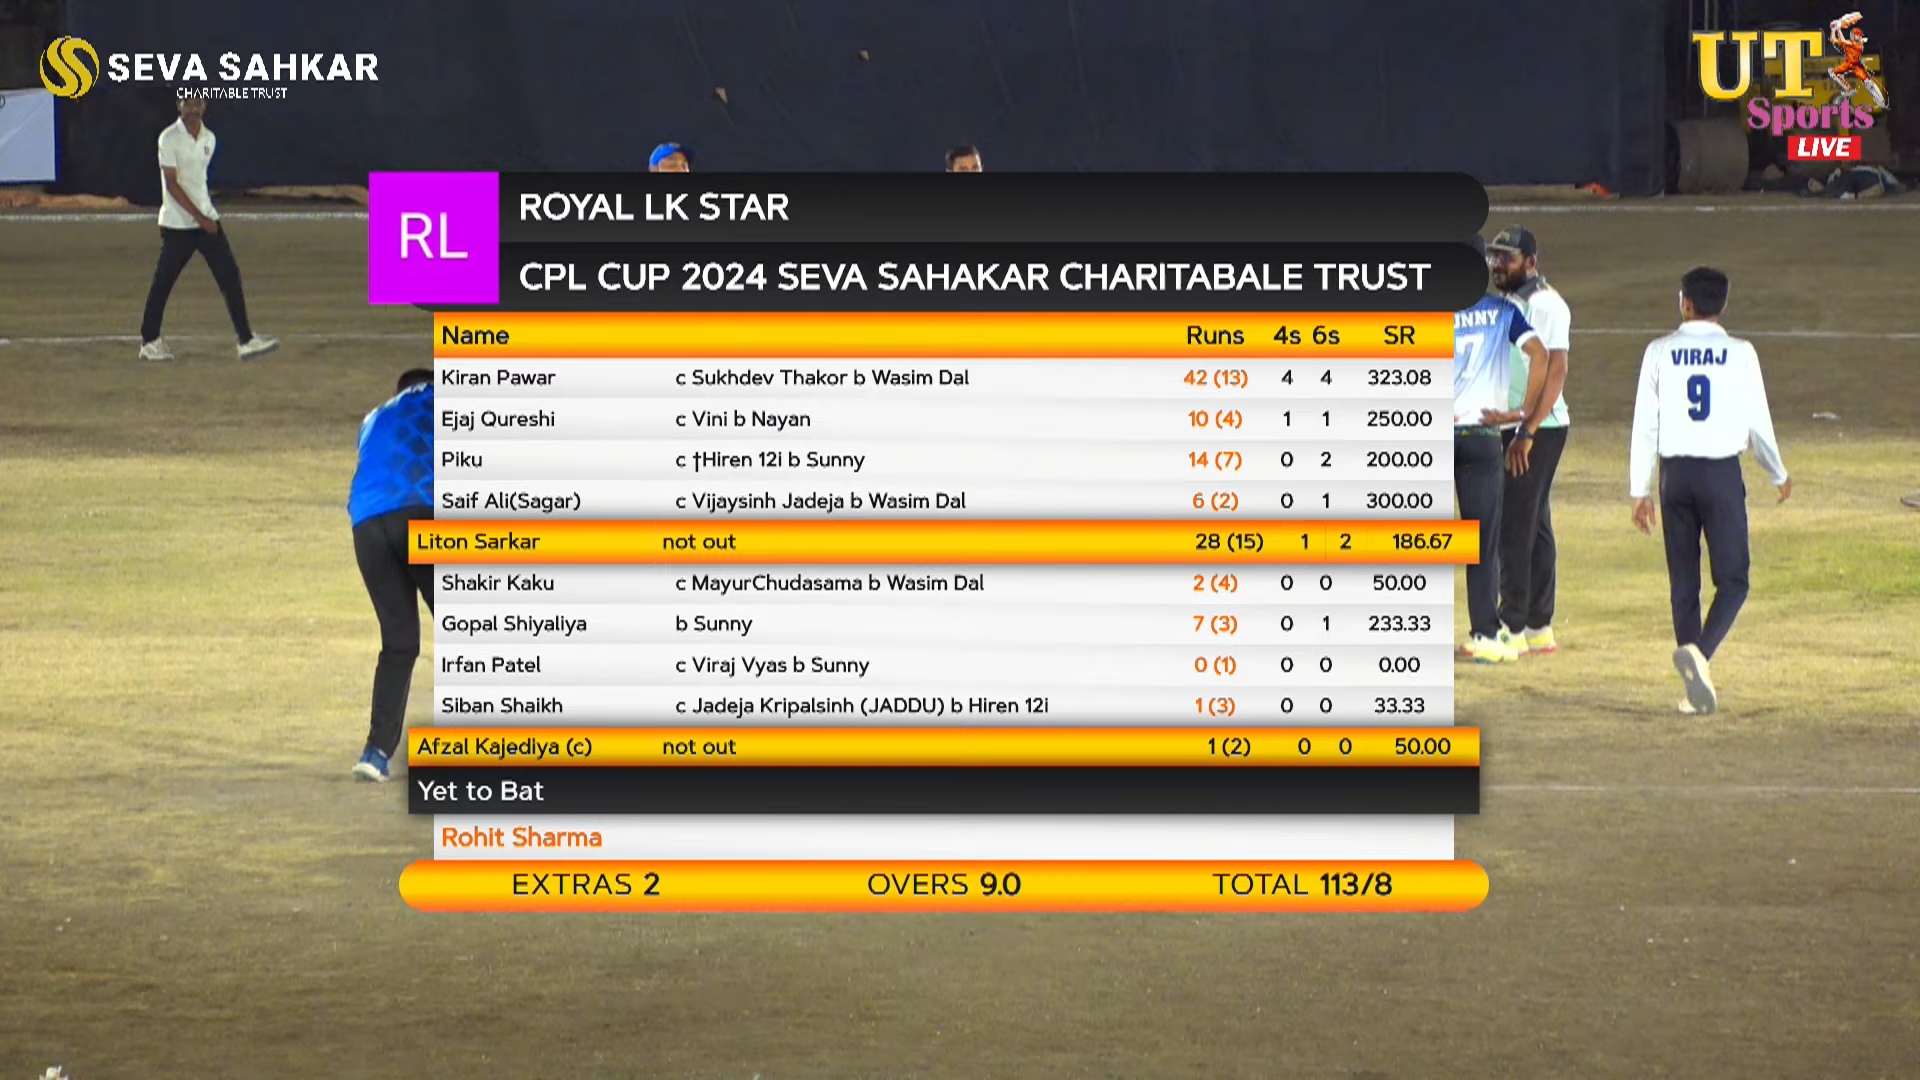 SEVA SAHKAR
CHARITABLE TRUST
UT
Sports
LIVE
RL
ROYAL LK STAR
CPL CUP 2024 SEVA SAHAKAR CHARITABALE TRUST
Name Runs 4s 6s SR
Kiran Pawar c Sukhdev Thakor b Wasim Dal 42 (13) 4 4 323.08
Ejaj Qureshi c Vini b Nayan 10 (4) 1 1 250.00
Piku c †Hiren 12i b Sunny 14 (7) 0 2 200.00
Saif Ali(Sagar) c Vijaysinh Jadeja b Wasim Dal 6 (2) 0 1 300.00
Liton Sarkar not out 28 (15) 1 2 186.67
Shakir Kaku c MayurChudasama b Wasim Dal 2 (4) 0 0 50.00
Gopal Shiyaliya b Sunny 7 (3) 0 1 233.33
Irfan Patel c Viraj Vyas b Sunny 0 (1) 0 0 0.00
Siban Shaikh c Jadeja Kripalsinh (JADDU) b Hiren 12i 1 (3) 0 0 33.33
Afzal Kajediya (c) not out 1 (2) 0 0 50.00
Yet to Bat
Rohit Sharma
EXTRAS 2 OVERS 9.0 TOTAL 113/8
UNNY
7
VIRAJ
9